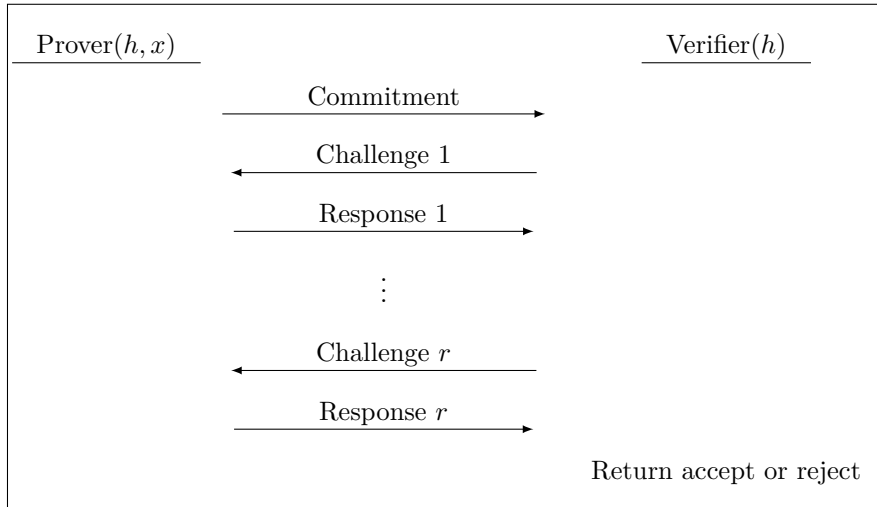 Prover(h, x) Verifier(h)
Commitment
Challenge 1
Response 1
⋮
Challenge r
Response r
Return accept or reject